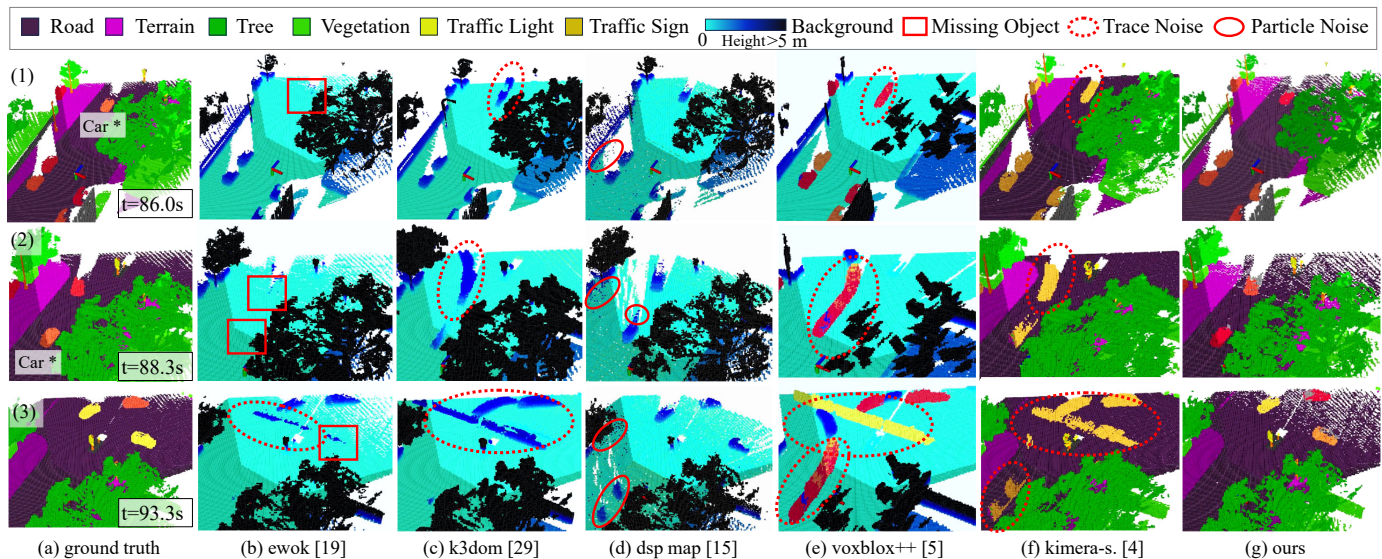 Road Terrain Tree Vegetation Traffic Light Traffic Sign Background Missing Object Trace Noise Particle Noise
0 Height>5 m
(1)
Car *
t=86.0s
(2)
Car *
t=88.3s
(3)
t=93.3s
(a) ground truth (b) ewok [19] (c) k3dom [29] (d) dsp map [15] (e) voxblox++ [5] (f) kimera-s. [4] (g) ours